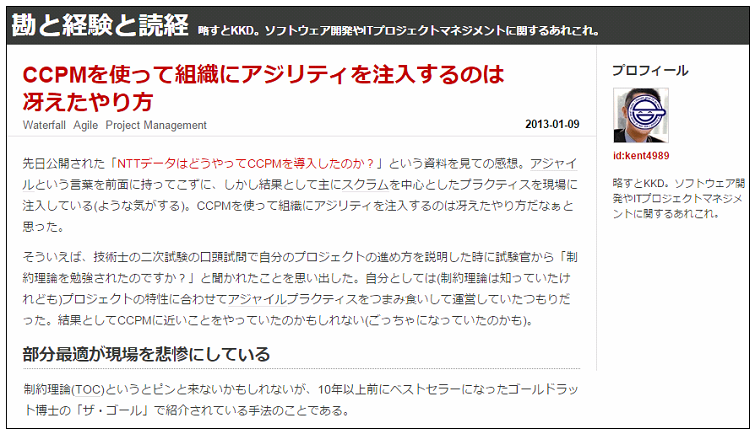 勘と経験と読経 略すとKKD。ソフトウェア開発やITプロジェクトマネジメントに関するあれこれ。
CCPMを使って組織にアジリティを注入するのは
冴えたやり方
Waterfall Agile Project Management 2013-01-09
先日公開された「NTTデータはどうやってCCPMを導入したのか？」という資料を見ての感想。アジャイ
ルという言葉を前面に持ってこずに、しかし結果として主にスクラムを中心としたプラクティスを現場に
注入している(ような気がする)。CCPMを使って組織にアジリティを注入するのは冴えたやり方だなぁと
思った。
そういえば、技術士の二次試験の口頭試問で自分のプロジェクトの進め方を説明した時に試験官から「制
約理論を勉強されたのですか？」と聞かれたことを思い出した。自分としては(制約理論は知っていたけ
れども)プロジェクトの特性に合わせてアジャイルプラクティスをつまみ食いして運営していたつもりだ
った。結果としてCCPMに近いことをやっていたのかもしれない(ごっちゃになっていたのかも)。
部分最適が現場を悲惨にしている
制約理論(TOC)というとピンと来ないかもしれないが、10年以上前にベストセラーになったゴールドラッ
ト博士の「ザ・ゴール」で紹介されている手法のことである。
プロフィール
id:kent4989
略すとKKD。ソフトウェア開
発やITプロジェクトマネジメ
ントに関するあれこれ。